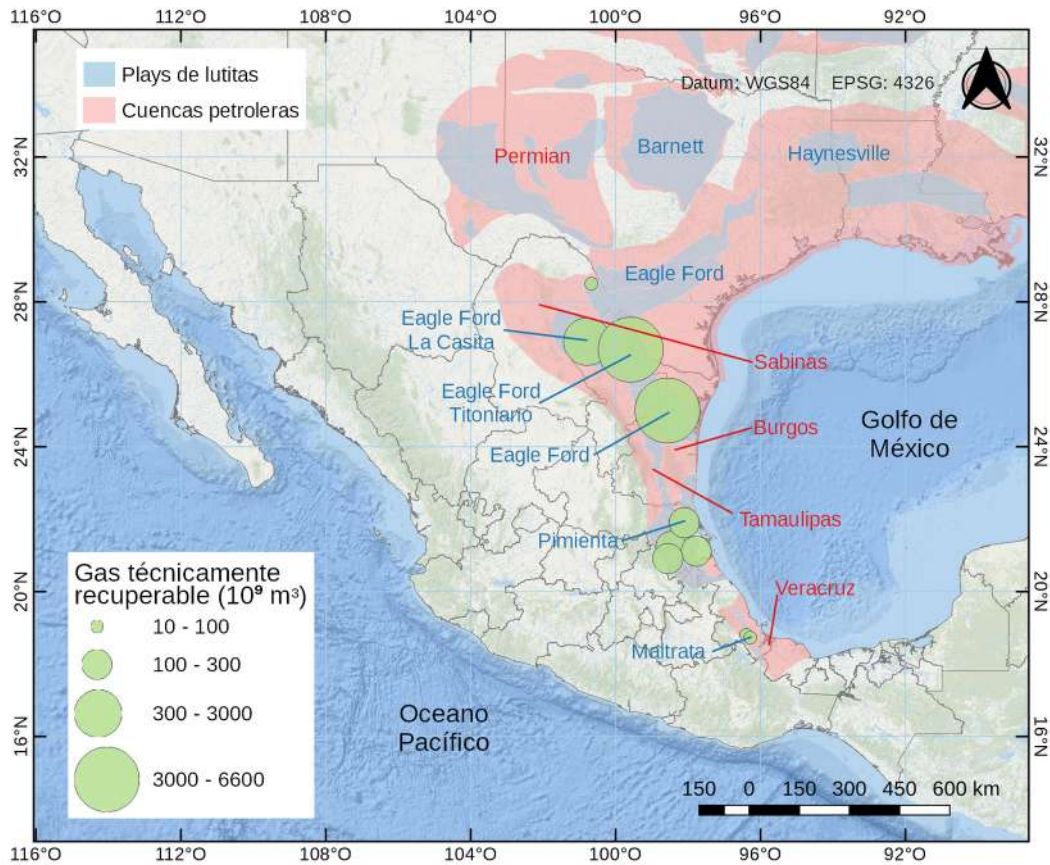 116°O 112°O 108°O 104°O 100°O 96°O 92°O
Plays de lutitas
Cuencas petroleras
Datum: WGS84 EPSG: 4326
32°N
32°N
Permian
Barnett
Haynesville
Eagle Ford
28°N
28°N
Eagle Ford
La Casita
Sabinas
Eagle Ford
Titoniano
Golfo de
México
Burgos
24°N
24°N
Eagle Ford
Tamaulipas
Pimienta
Gas técnicamente
recuperable (10⁹ m³)
10 - 100
100 - 300
300 - 3000
3000 - 6600
20°N
20°N
Veracruz
Maltrata
Oceano
Pacífico
16°N
16°N
150 0 150 300 450 600 km
116°O 112°O 108°O 104°O 100°O 96°O 92°O